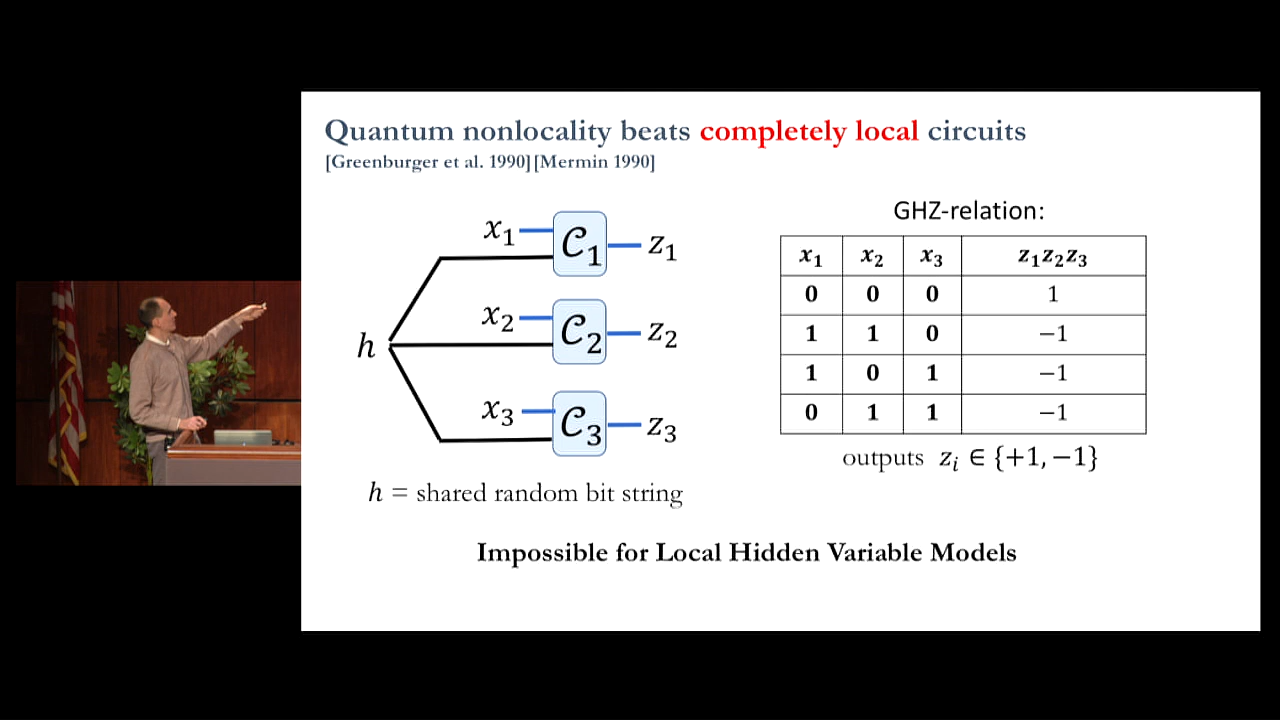 Quantum nonlocality beats completely local circuits
[Greenburger et al. 1990][Mermin 1990]
x₁ 𝒞₁ z₁
x₂ 𝒞₂ z₂
h
x₃ 𝒞₃ z₃
h = shared random bit string
GHZ-relation:
x₁ x₂ x₃ z₁z₂z₃
0 0 0 1
1 1 0 −1
1 0 1 −1
0 1 1 −1
outputs zᵢ ∈ {+1, −1}
Impossible for Local Hidden Variable Models